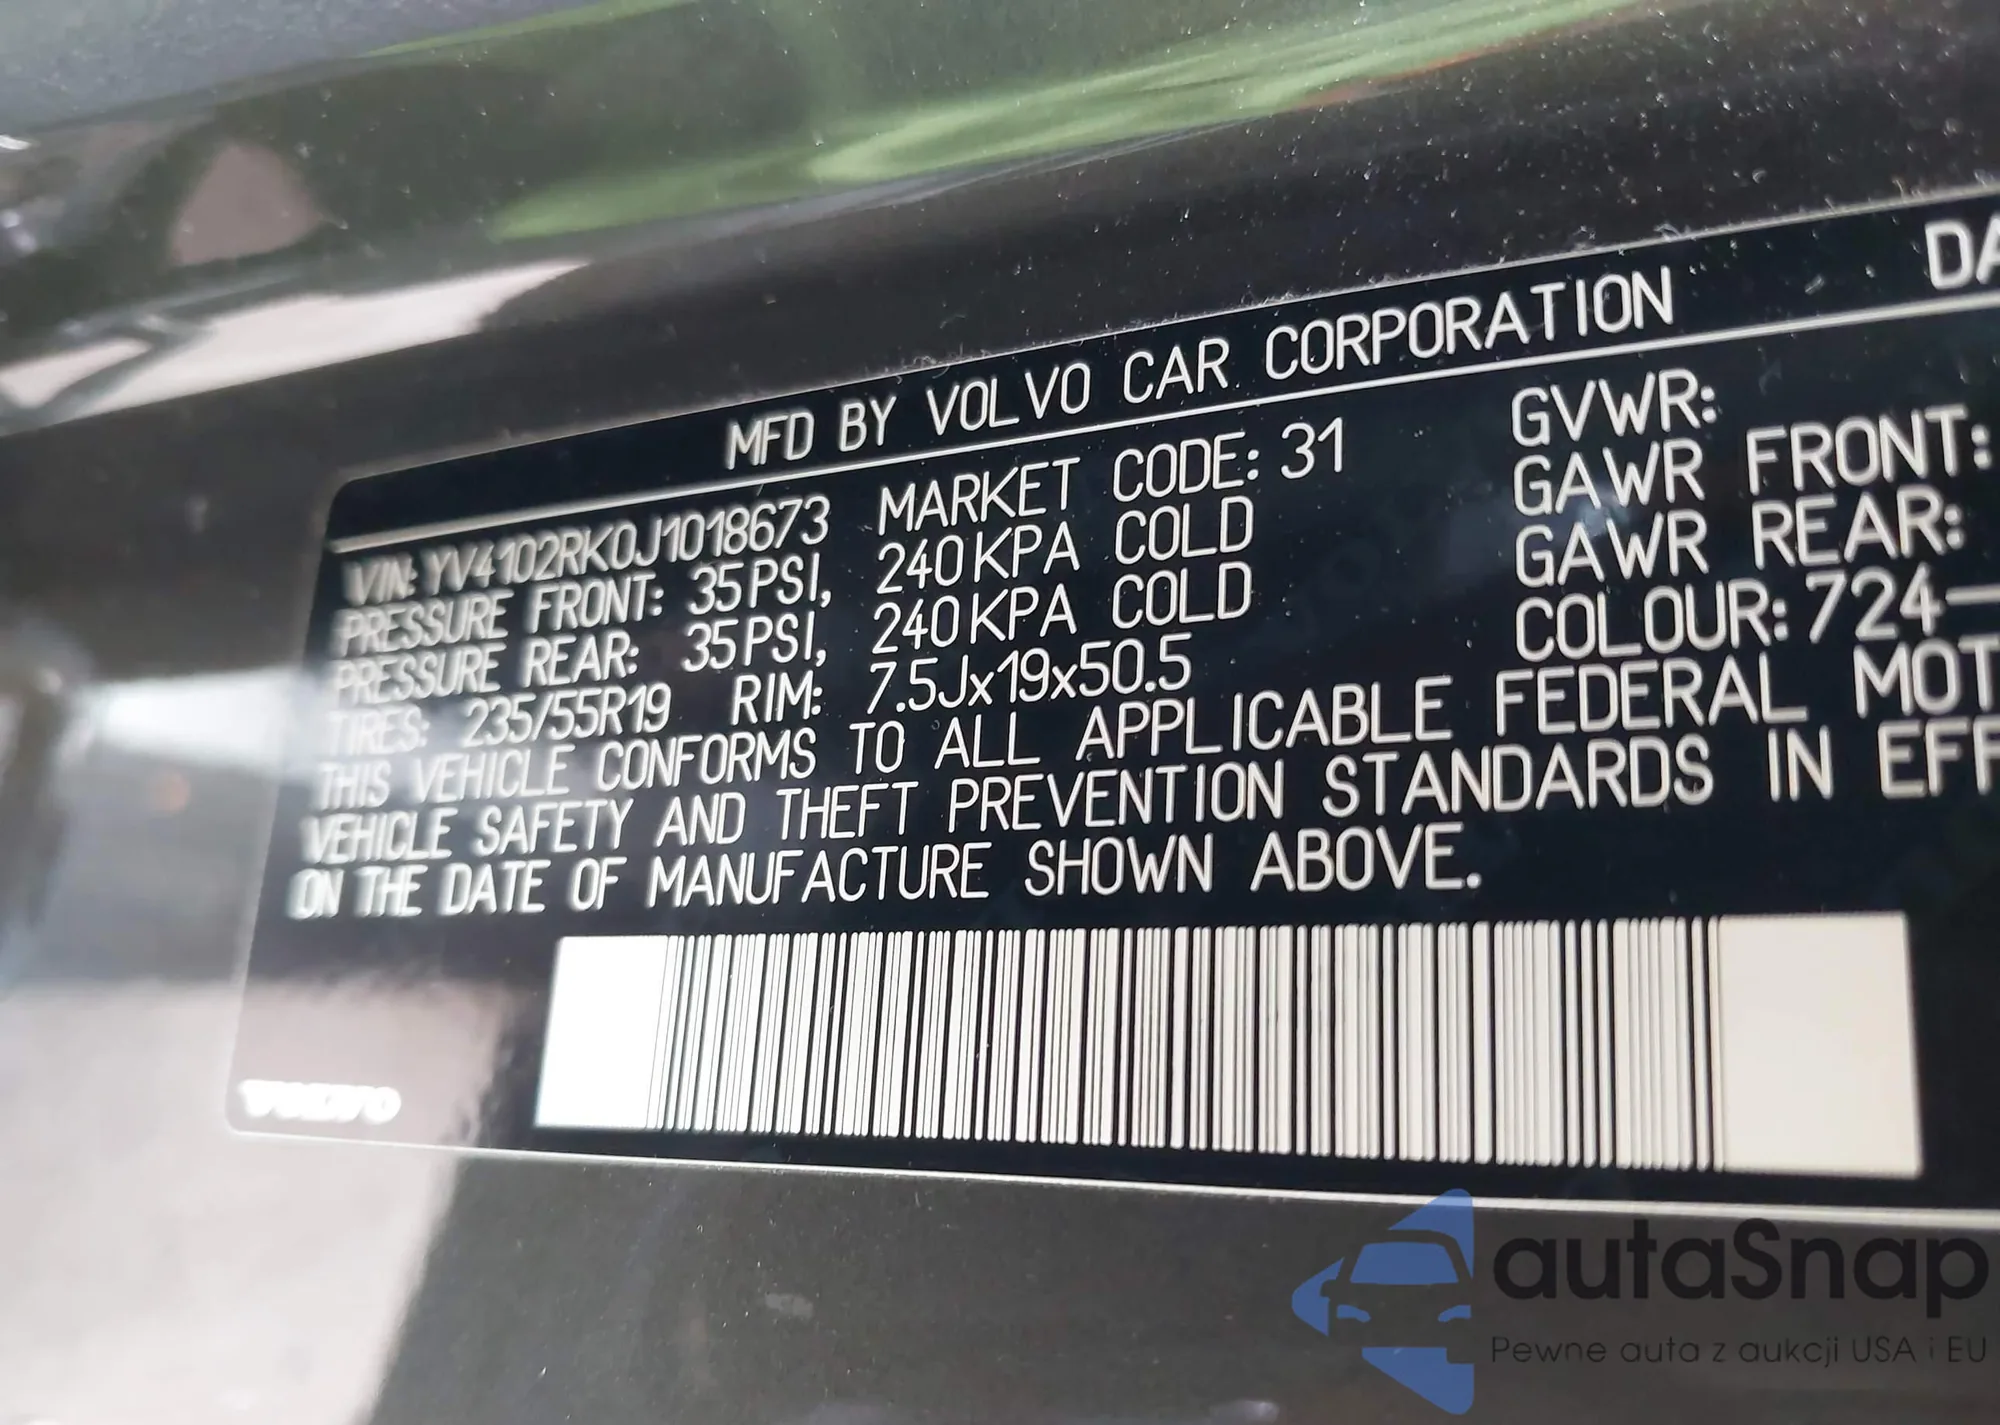 MFD BY VOLVO CAR CORPORATION DA
VIN: YV4102RK0J1018673 MARKET CODE: 31 GVWR:
PRESSURE FRONT: 35PSI, 240KPA COLD GAWR FRONT:
PRESSURE REAR: 35PSI, 240KPA COLD GAWR REAR:
TIRES: 235/55R19 RIM: 7.5Jx19x50.5 COLOUR: 724-
THIS VEHICLE CONFORMS TO ALL APPLICABLE FEDERAL MOT
VEHICLE SAFETY AND THEFT PREVENTION STANDARDS IN EFF
ON THE DATE OF MANUFACTURE SHOWN ABOVE.
VOLVO
autaSnap
Pewne auta z aukcji USA i EU